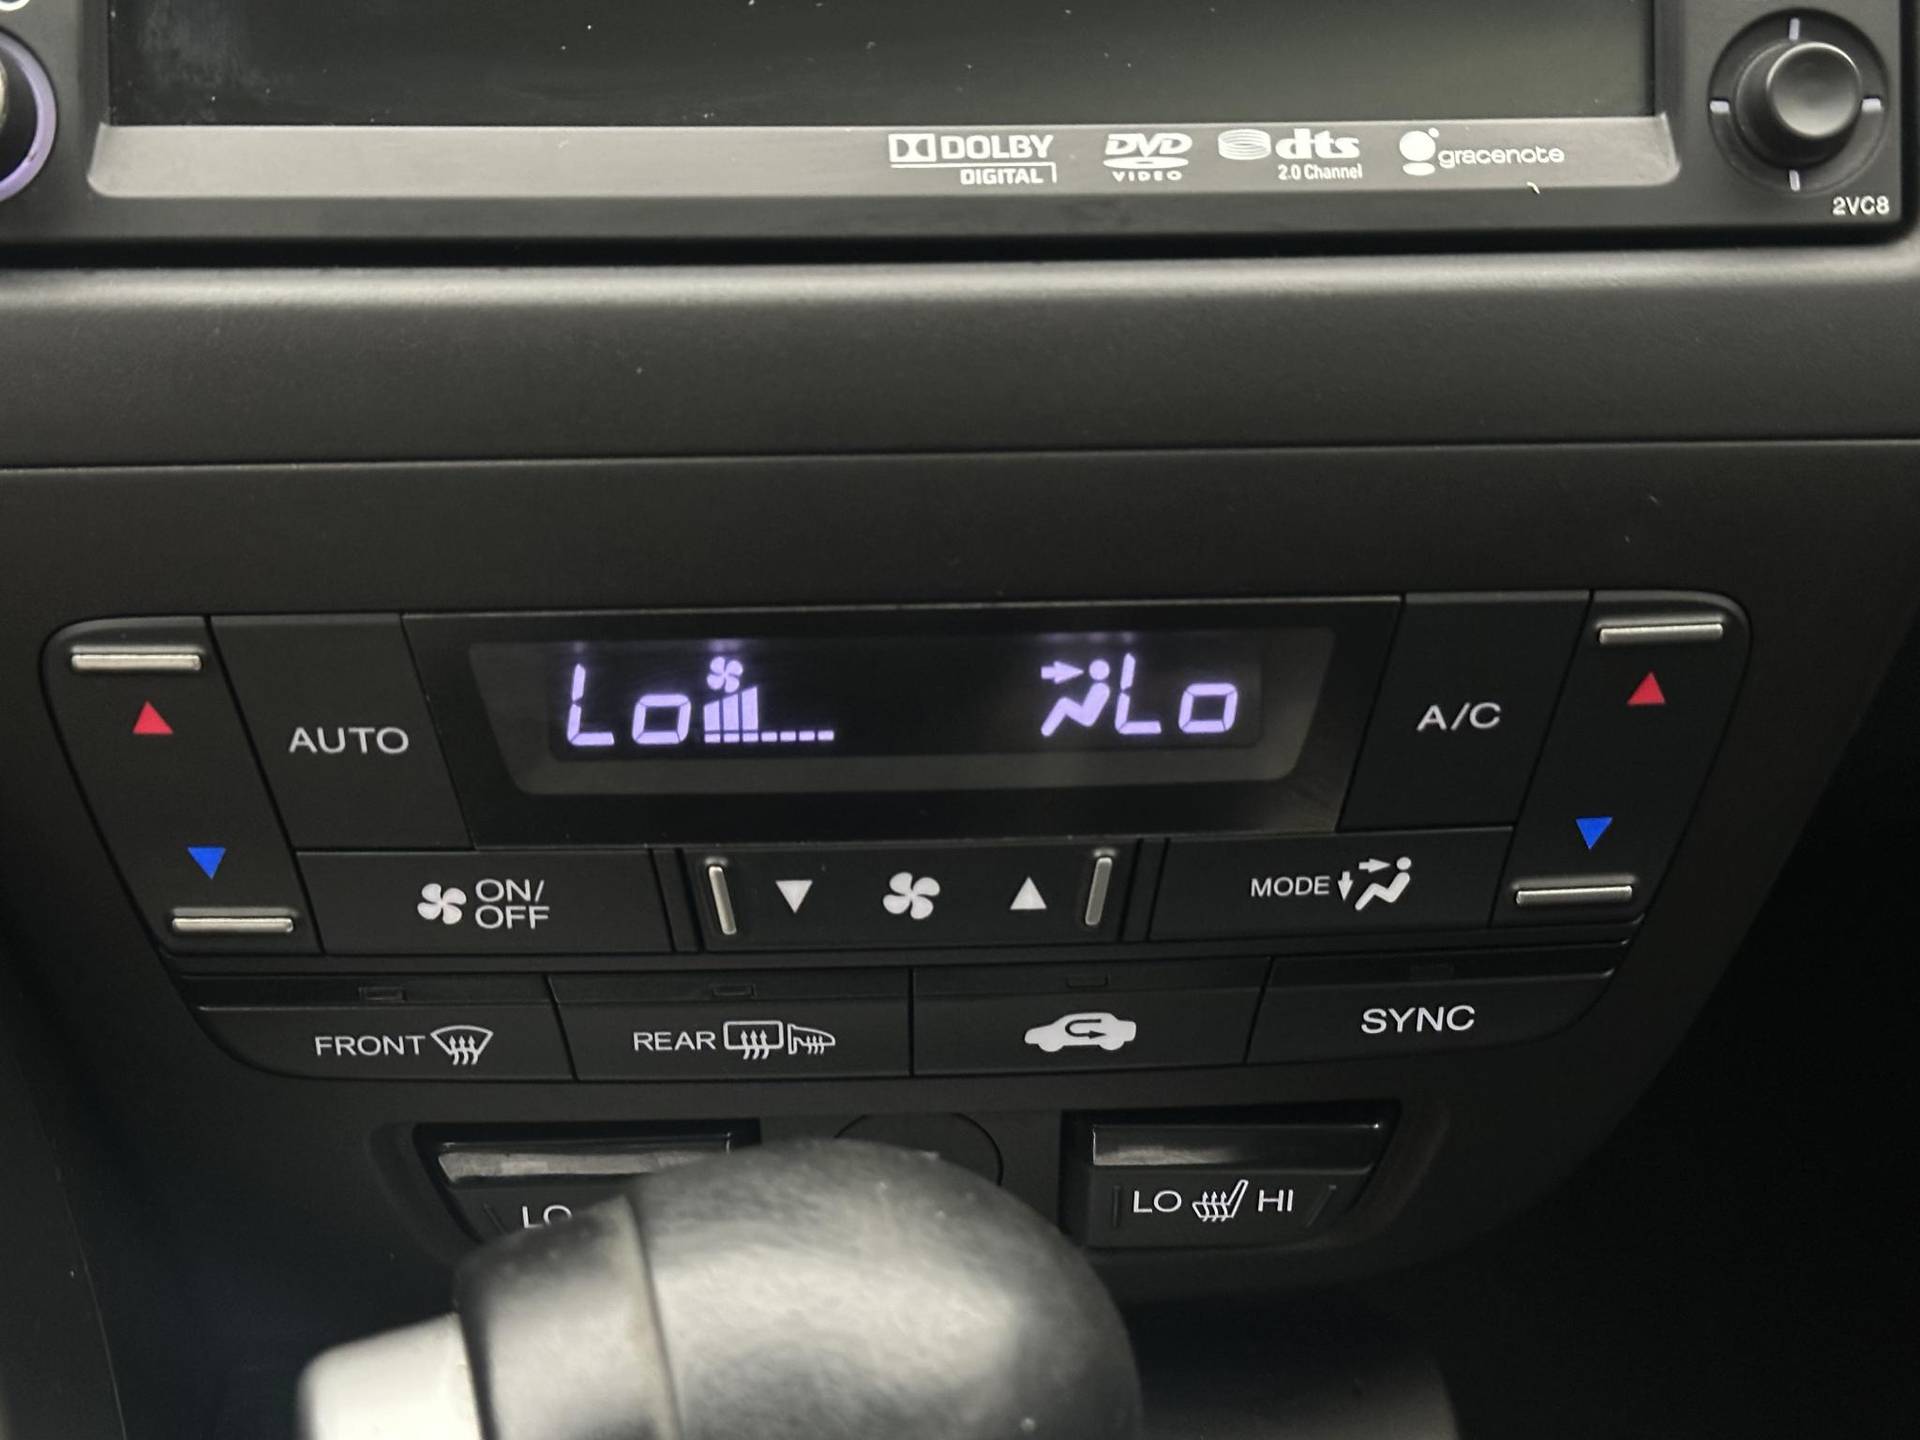 DOLBY
DIGITAL
DVD
VIDEO
dts
2.0 Channel
gracenote
2VC8
AUTO
Lo
Lo
A/C
ON/
OFF
MODE
FRONT
REAR
SYNC
LO
LO HI